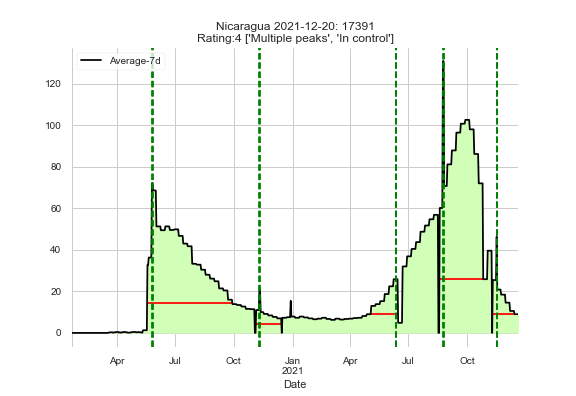 Nicaragua 2021-12-20: 17391
Rating:4 ['Multiple peaks', 'In control']
Average-7d
120
100
80
60
40
20
0
Apr Jul Oct Jan Apr Jul Oct
2021
Date